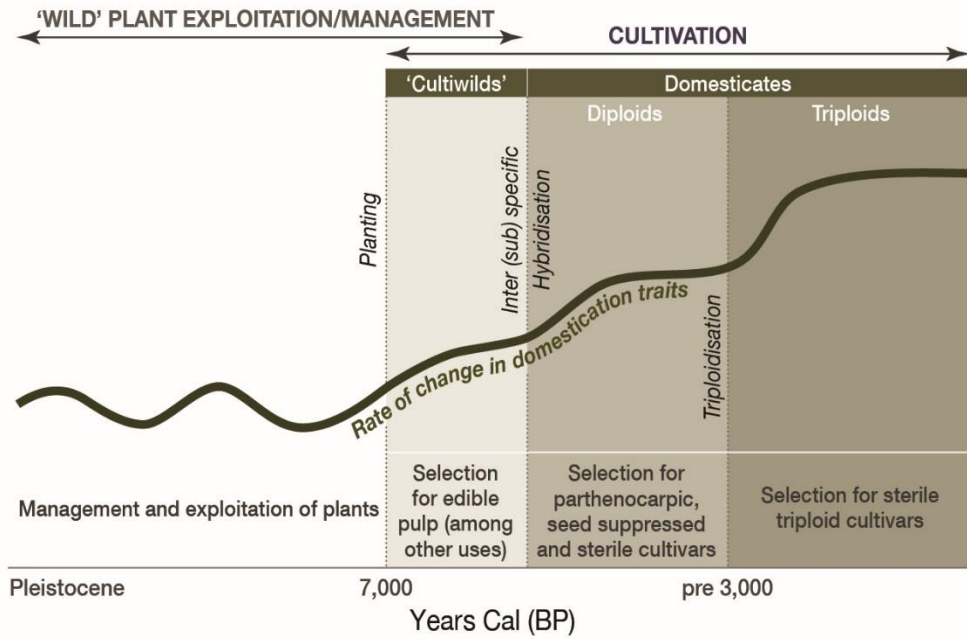 'WILD' PLANT EXPLOITATION/MANAGEMENT
CULTIVATION
'Cultiwilds'
Domesticates
Diploids
Triploids
Planting
Inter (sub) specific
Hybridisation
Triploidisation
Rate of change in domestication traits
Management and exploitation of plants
Selection
for edible
pulp (among
other uses)
Selection for
parthenocarpic,
seed suppressed
and sterile cultivars
Selection for sterile
triploid cultivars
Pleistocene
7,000
pre 3,000
Years Cal (BP)